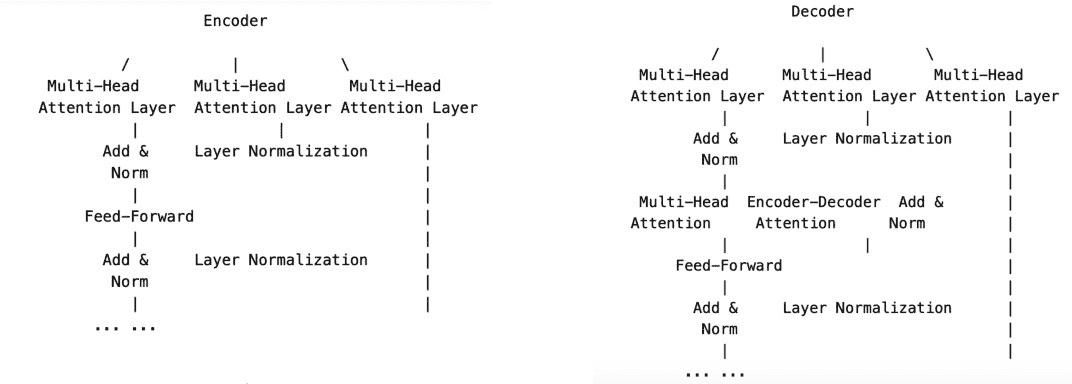 Encoder
/ | \
Multi-Head Multi-Head Multi-Head
Attention Layer Attention Layer Attention Layer
| | |
Add & Layer Normalization |
Norm |
| |
Feed-Forward |
| |
Add & Layer Normalization |
Norm |
| |
... ...
Decoder
/ | \
Multi-Head Multi-Head Multi-Head
Attention Layer Attention Layer Attention Layer
| | |
Add & Layer Normalization |
Norm |
| |
Multi-Head Encoder-Decoder Add & |
Attention Attention Norm |
| | |
Feed-Forward |
| |
Add & Layer Normalization |
Norm |
| |
... ...